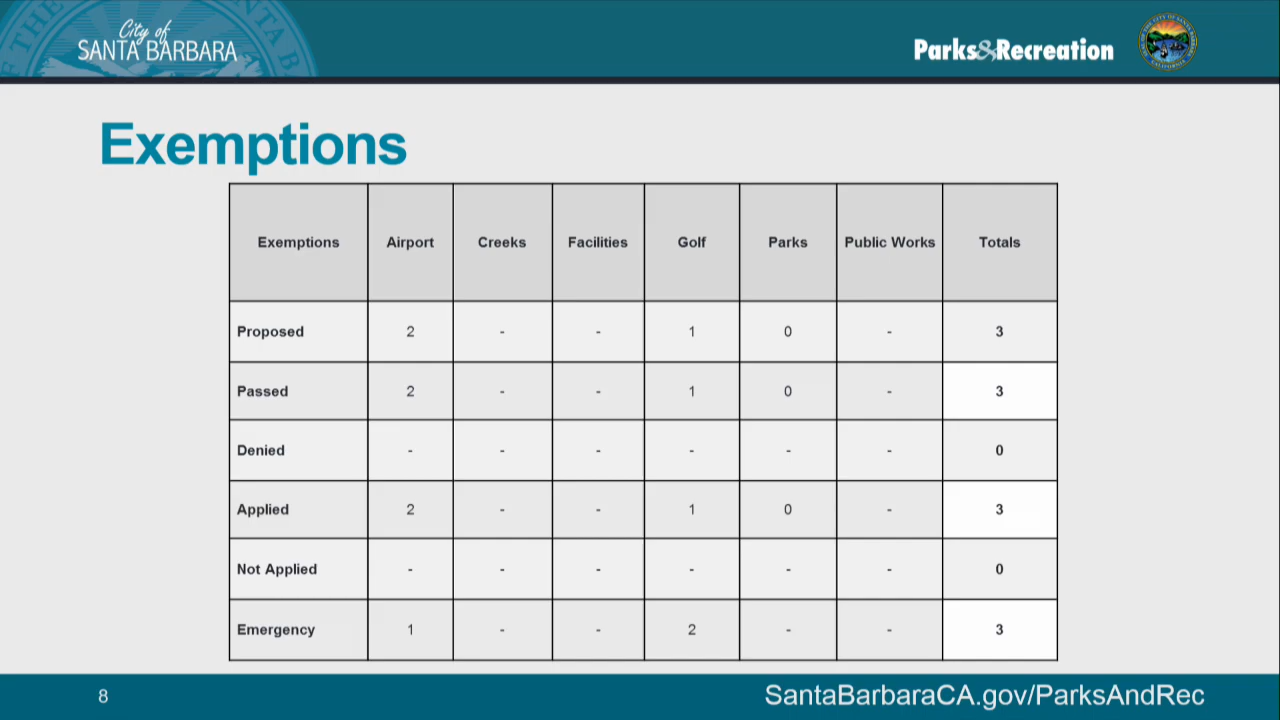 City of
SANTA BARBARA
Parks&Recreation
Exemptions
Exemptions Airport Creeks Facilities Golf Parks Public Works Totals
Proposed 2 - - 1 0 - 3
Passed 2 - - 1 0 - 3
Denied - - - - - - 0
Applied 2 - - 1 0 - 3
Not Applied - - - - - - 0
Emergency 1 - - 2 - - 3
8
SantaBarbaraCA.gov/ParksAndRec